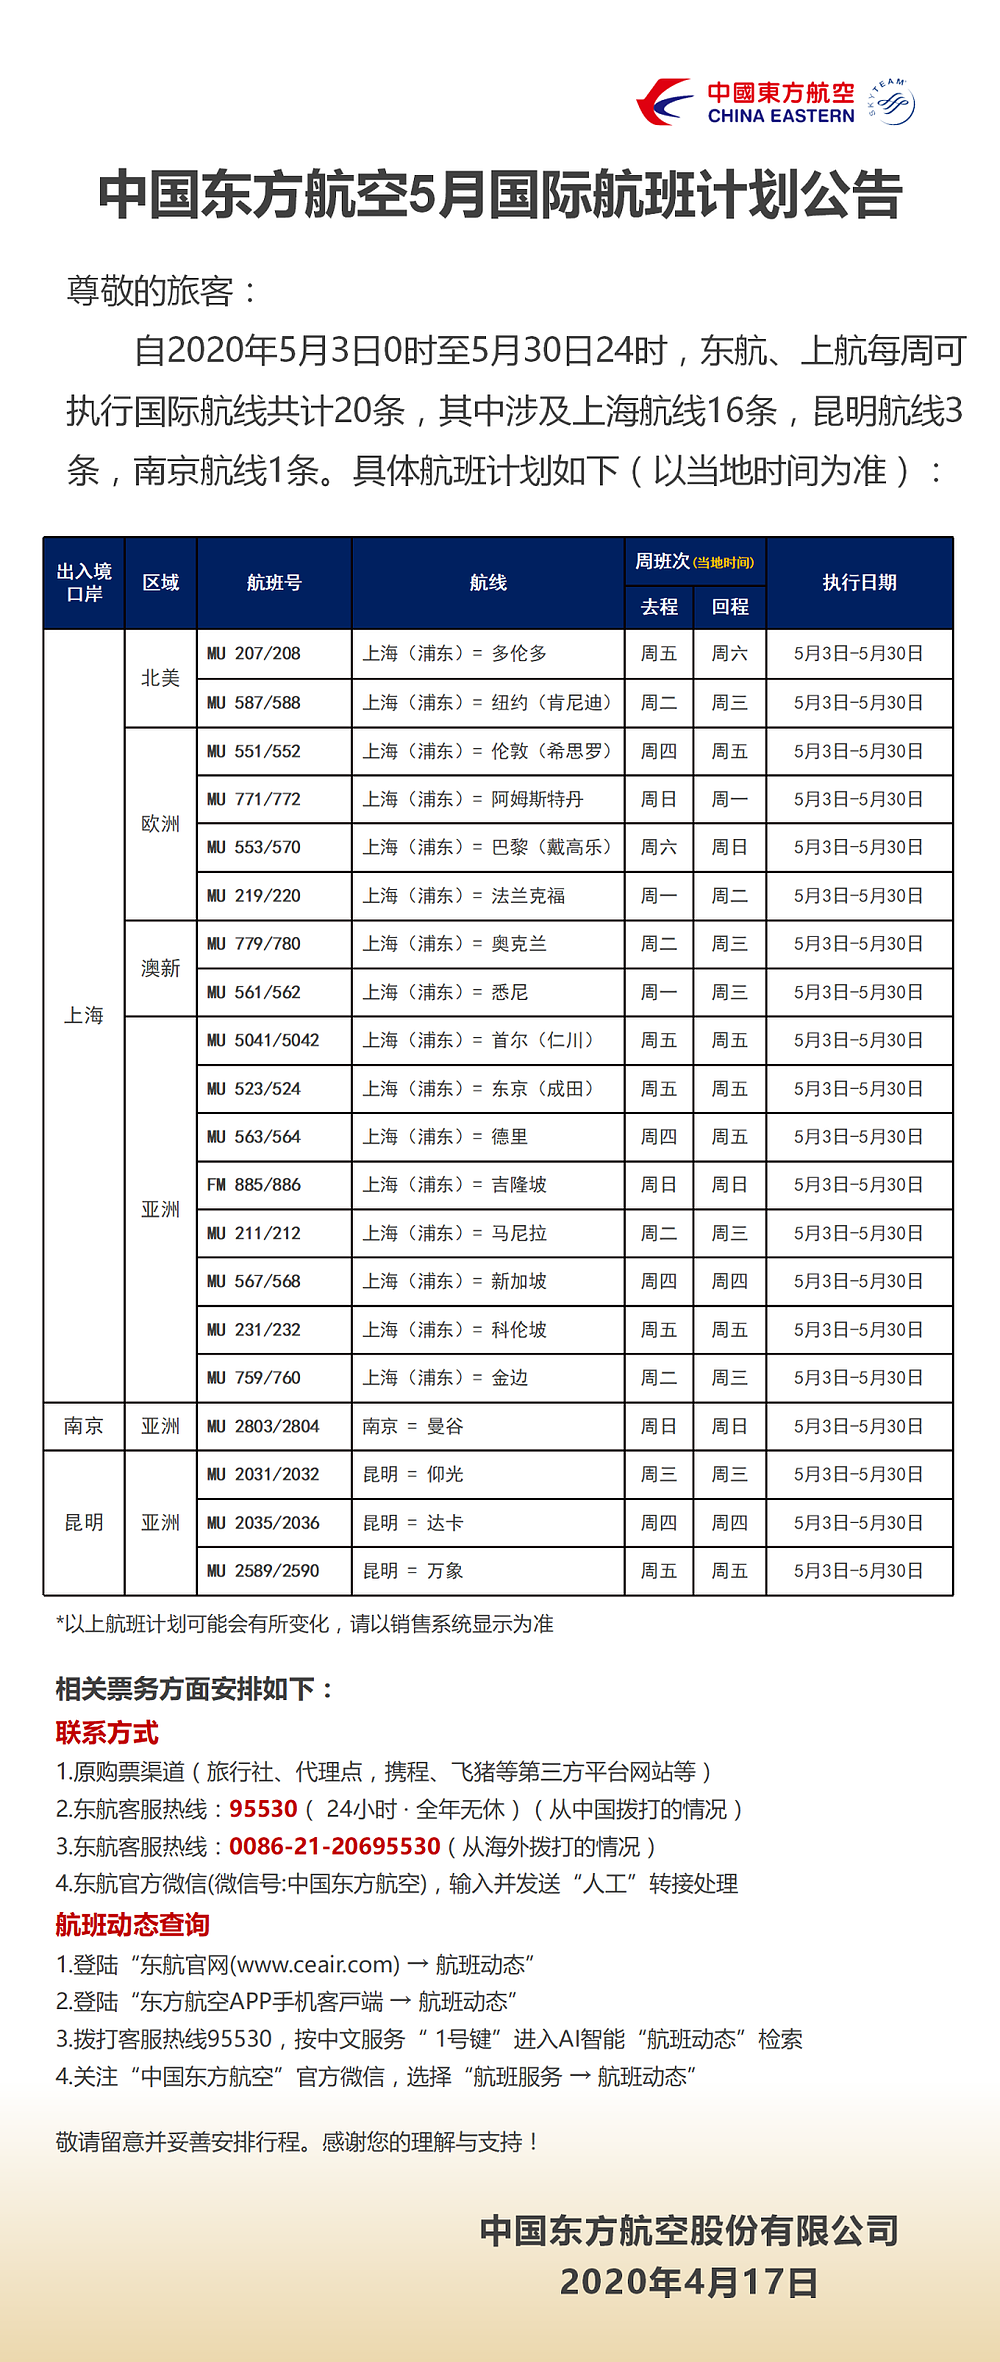 中國東方航空
CHINA EASTERN
SKYTEAM
中国东方航空5月国际航班计划公告
尊敬的旅客：
自2020年5月3日0时至5月30日24时，东航、上航每周可
执行国际航线共计20条，其中涉及上海航线16条，昆明航线3
条，南京航线1条。具体航班计划如下（以当地时间为准）：
出入境口岸 区域 航班号 航线 周班次(当地时间) 去程 回程 执行日期
上海 北美 MU 207/208 上海（浦东）= 多伦多 周五 周六 5月3日-5月30日
MU 587/588 上海（浦东）= 纽约（肯尼迪） 周二 周三 5月3日-5月30日
欧洲 MU 551/552 上海（浦东）= 伦敦（希思罗） 周四 周五 5月3日-5月30日
MU 771/772 上海（浦东）= 阿姆斯特丹 周日 周一 5月3日-5月30日
MU 553/570 上海（浦东）= 巴黎（戴高乐） 周六 周日 5月3日-5月30日
MU 219/220 上海（浦东）= 法兰克福 周一 周二 5月3日-5月30日
澳新 MU 779/780 上海（浦东）= 奥克兰 周二 周三 5月3日-5月30日
MU 561/562 上海（浦东）= 悉尼 周一 周三 5月3日-5月30日
亚洲 MU 5041/5042 上海（浦东）= 首尔（仁川） 周五 周五 5月3日-5月30日
MU 523/524 上海（浦东）= 东京（成田） 周五 周五 5月3日-5月30日
MU 563/564 上海（浦东）= 德里 周四 周五 5月3日-5月30日
FM 885/886 上海（浦东）= 吉隆坡 周日 周日 5月3日-5月30日
MU 211/212 上海（浦东）= 马尼拉 周二 周三 5月3日-5月30日
MU 567/568 上海（浦东）= 新加坡 周四 周四 5月3日-5月30日
MU 231/232 上海（浦东）= 科伦坡 周五 周五 5月3日-5月30日
MU 759/760 上海（浦东）= 金边 周二 周三 5月3日-5月30日
南京 亚洲 MU 2803/2804 南京 = 曼谷 周日 周日 5月3日-5月30日
昆明 亚洲 MU 2031/2032 昆明 = 仰光 周三 周三 5月3日-5月30日
MU 2035/2036 昆明 = 达卡 周四 周四 5月3日-5月30日
MU 2589/2590 昆明 = 万象 周五 周五 5月3日-5月30日
*以上航班计划可能会有所变化，请以销售系统显示为准
相关票务方面安排如下：
联系方式
1.原购票渠道（旅行社、代理点，携程、飞猪等第三方平台网站等）
2.东航客服热线：95530（ 24小时 · 全年无休）（从中国拨打的情况）
3.东航客服热线：0086-21-20695530（从海外拨打的情况）
4.东航官方微信(微信号:中国东方航空)，输入并发送“人工”转接处理
航班动态查询
1.登陆“东航官网(www.ceair.com) → 航班动态”
2.登陆“东方航空APP手机客戸端 → 航班动态”
3.拨打客服热线95530，按中文服务“ 1号键”进入AI智能“航班动态”检索
4.关注“中国东方航空”官方微信，选择“航班服务 → 航班动态”
敬请留意并妥善安排行程。感谢您的理解与支持！
中国东方航空股份有限公司
2020年4月17日